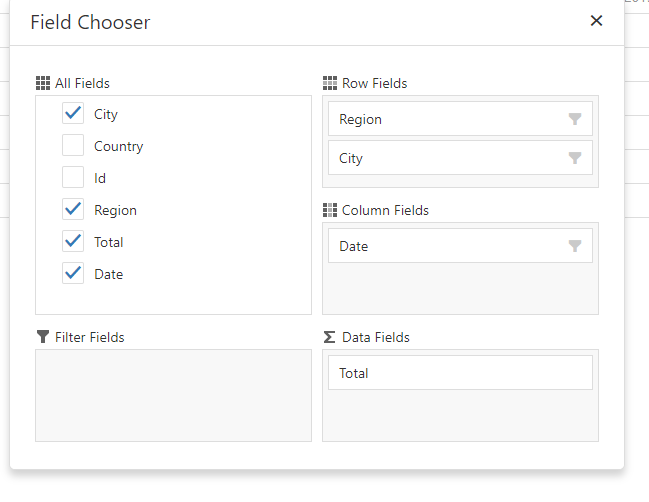 Field Chooser
All Fields
City
Country
Id
Region
Total
Date
Row Fields
Region
City
Column Fields
Date
Filter Fields
Data Fields
Total